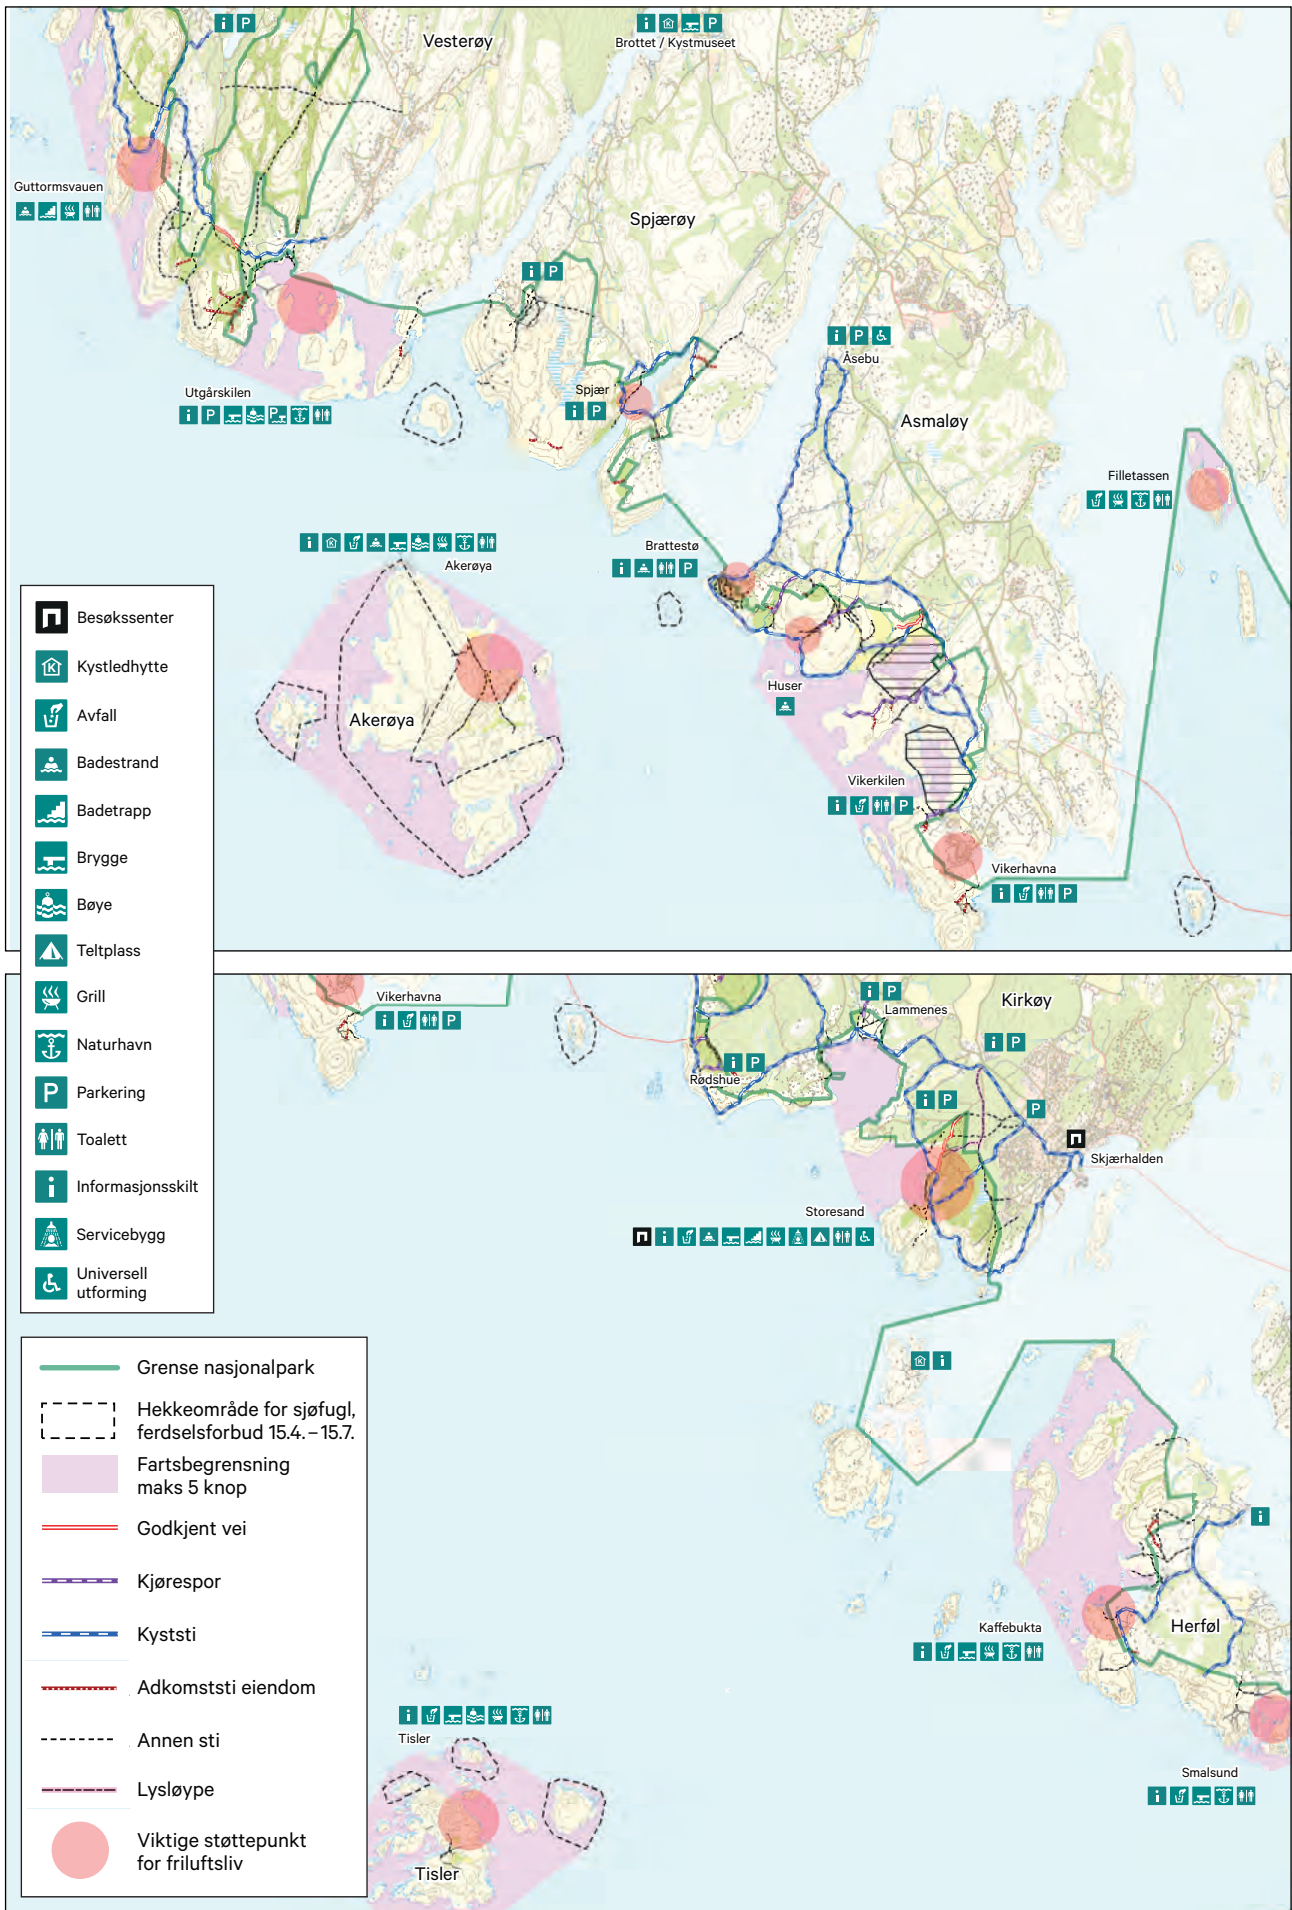 Vesterøy
Brottet / Kystmuseet
Guttormsvauen
Spjærøy
Åsebu
Utgårskilen
Spjær
Asmaløy
Filletassen
Brattestø
Akerøya
Huser
Akerøya
Vikerkilen
Vikerhavna
Besøkssenter
Kystledhytte
Avfall
Badestrand
Badetrapp
Brygge
Bøye
Teltplass
Grill
Naturhavn
Parkering
Toalett
Informasjonsskilt
Servicebygg
Universell
utforming
Vikerhavna
Kirkøy
Lammenes
Rødshue
Skjærhalden
Storesand
Kaffebukta
Herføl
Tisler
Smalsund
Tisler
Grense nasjonalpark
Hekkeområde for sjøfugl,
ferdselsforbud 15.4. – 15.7.
Fartsbegrensning
maks 5 knop
Godkjent vei
Kjørespor
Kyststi
Adkomststi eiendom
Annen sti
Lysløype
Viktige støttepunkt
for friluftsliv